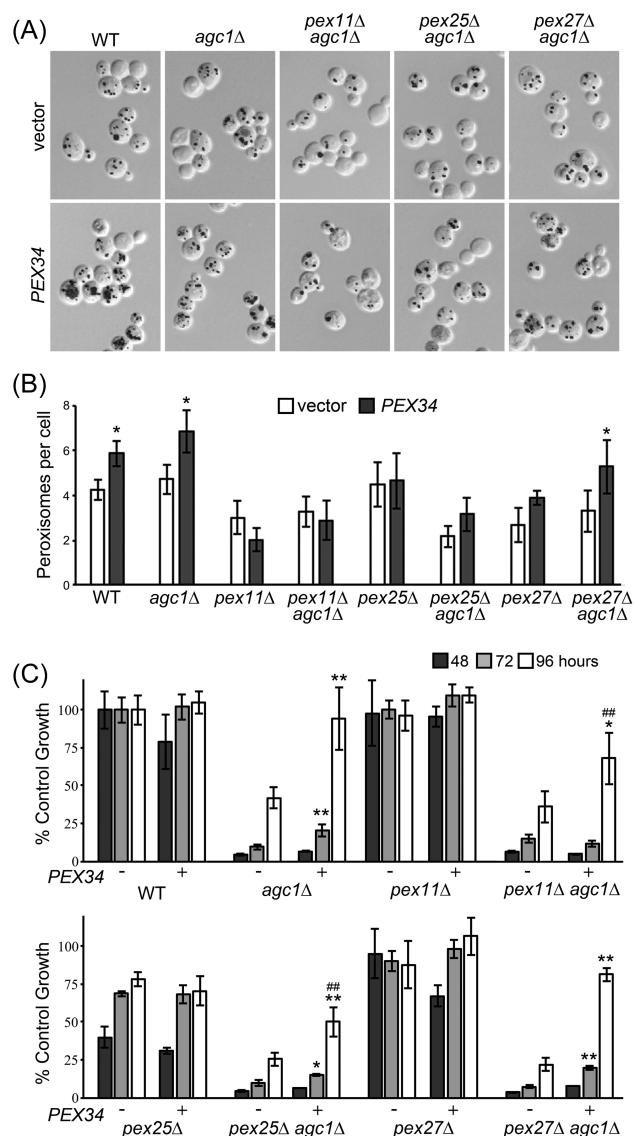 (A)
WT agc1Δ pex11Δ agc1Δ pex25Δ agc1Δ pex27Δ agc1Δ
vector
PEX34
(B)
Peroxisomes per cell
8
6
4
2
0
vector PEX34
* * *
WT agc1Δ pex11Δ pex11Δ agc1Δ pex25Δ pex25Δ agc1Δ pex27Δ pex27Δ agc1Δ
(C)
48 72 96 hours
% Control Growth
100
75
50
25
0
** ** ## *
PEX34 - + - + - + - +
WT agc1Δ pex11Δ pex11Δ agc1Δ
% Control Growth
100
75
50
25
0
## ** * ** **
PEX34 - + - + - + - +
pex25Δ pex25Δ agc1Δ pex27Δ pex27Δ agc1Δ